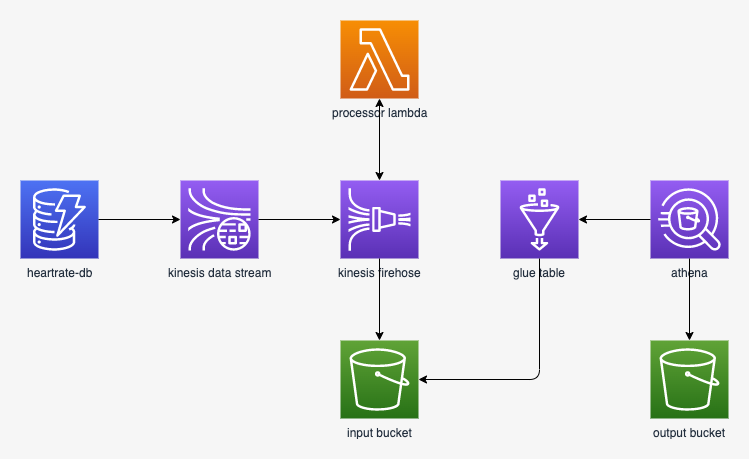 processor lambda
heartrate-db
kinesis data stream
kinesis firehose
glue table
athena
input bucket
output bucket